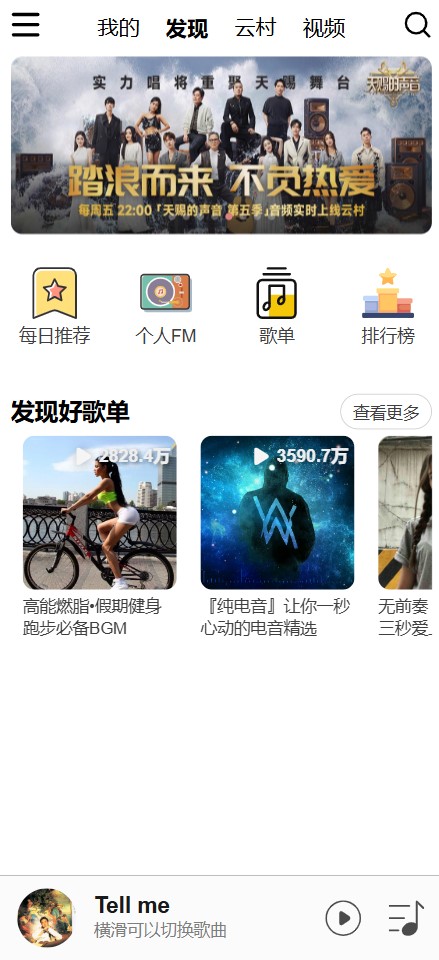 我的 发现 云村 视频
实力唱将重聚天赐舞台
天赐的声音
踏浪而来 不负热爱
每周五 22:00「天赐的声音 第五季」音频实时上线云村
每日推荐 个人FM 歌单 排行榜
发现好歌单 查看更多
2828.4万 3590.7万
高能燃脂•假期健身
跑步必备BGM
『纯电音』让你一秒
心动的电音精选
无前奏
三秒爱
Tell me
横滑可以切换歌曲